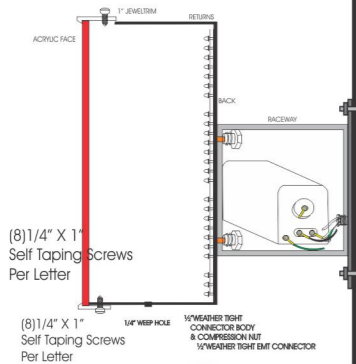 1" JEWELTRIM
RETURNS
ACRYLIC FACE
BACK
RACEWAY
(8)1/4" X 1"
Self Taping Screws
Per Letter
(8)1/4" X 1"
Self Taping Screws
Per Letter
1/4" WEEP HOLE
½"WEATHER TIGHT
CONNECTOR BODY
& COMPRESSION NUT
½"WEATHER TIGHT EMT CONNECTOR